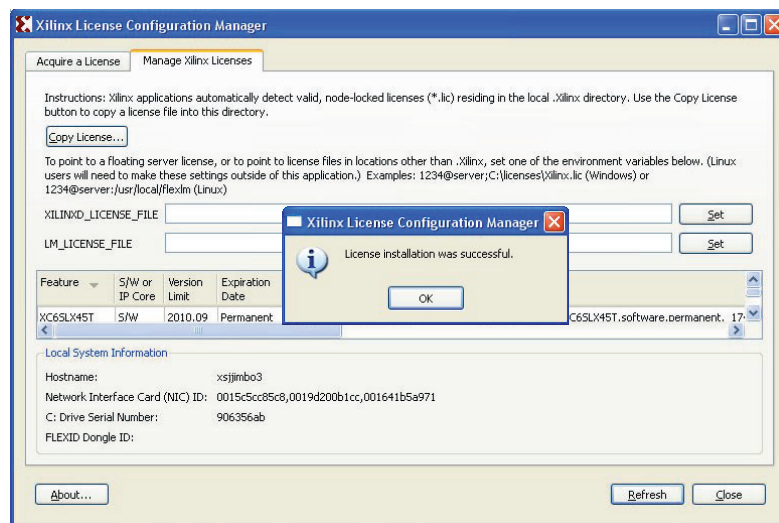 Xilinx License Configuration Manager
Acquire a License
Manage Xilinx Licenses
Instructions: Xilinx applications automatically detect valid, node-locked licenses (*.lic) residing in the local .Xilinx directory. Use the Copy License
button to copy a license file into this directory.
Copy License...
To point to a floating server license, or to point to license files in locations other than .Xilinx, set one of the environment variables below. (Linux
users will need to make these settings outside of this application.) Examples: 1234@server;C:\licenses\Xilinx.lic (Windows) or
1234@server:/usr/local/flexlm (Linux)
XILINXD_LICENSE_FILE
Set
LM_LICENSE_FILE
Set
Xilinx License Configuration Manager
License installation was successful.
OK
Feature S/W or IP Core Version Limit Expiration Date
XC6SLX45T S/W 2010.09 Permanent C6SLX45T.software.permanent. 17
Local System Information
Hostname: xsjjimbo3
Network Interface Card (NIC) ID: 0015c5cc85c8,0019d200b1cc,001641b5a971
C: Drive Serial Number: 906356ab
FLEXID Dongle ID:
About...
Refresh
Close